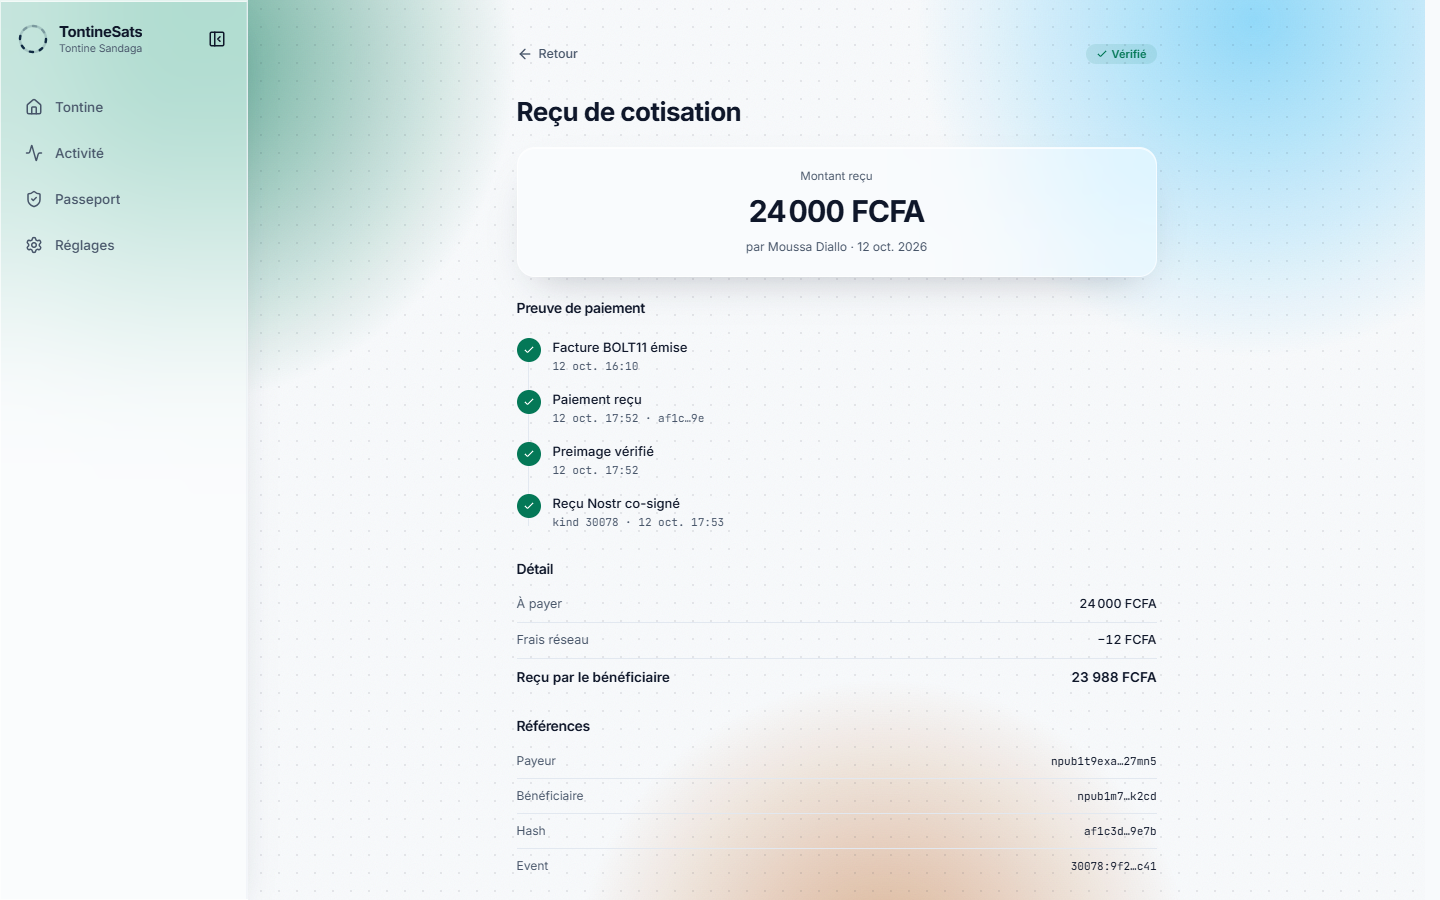 TontineSats
Tontine Sandaga
Tontine
Activité
Passeport
Réglages
Retour
Vérifié
Reçu de cotisation
Montant reçu
24 000 FCFA
par Moussa Diallo · 12 oct. 2026
Preuve de paiement
Facture BOLT11 émise
12 oct. 16:10
Paiement reçu
12 oct. 17:52 · af1c…9e
Preimage vérifié
12 oct. 17:52
Reçu Nostr co-signé
kind 30078 · 12 oct. 17:53
Détail
À payer 24 000 FCFA
Frais réseau −12 FCFA
Reçu par le bénéficiaire 23 988 FCFA
Références
Payeur npub1t9exa…27mn5
Bénéficiaire npub1m7…k2cd
Hash af1c3d…9e7b
Event 30078:9f2…c41